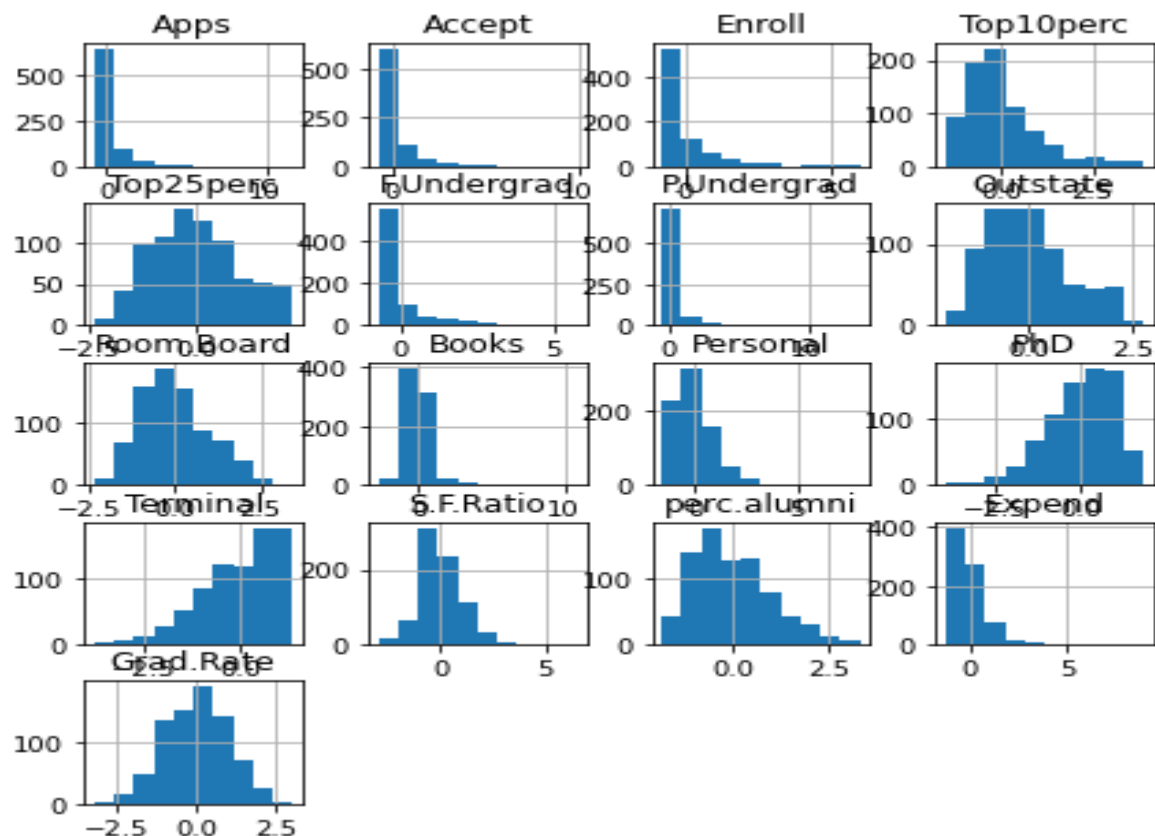 Apps Accept Enroll Top10perc
500 600 400 200
250 250 200 100
0 0 0 0
0 10 0 10 0 5 0.0 2.5
Top25perc F.Undergrad P.Undergrad Outstate
100 400 500 100
50 200 250
0 0 0 0
−2.5 0.0 0 5 0 10 0.0 2.5
Room.Board Books Personal PhD
100 400 200 100
200
0 0 0 0
−2.5 0.0 2.5 0 10 0 5 −2.5 0.0
Terminal S.F.Ratio perc.alumni Expend
100 200 100 400
200
0 0 0 0
−2.5 0.0 0 5 0.0 2.5 0 5
Grad.Rate
100
0
−2.5 0.0 2.5